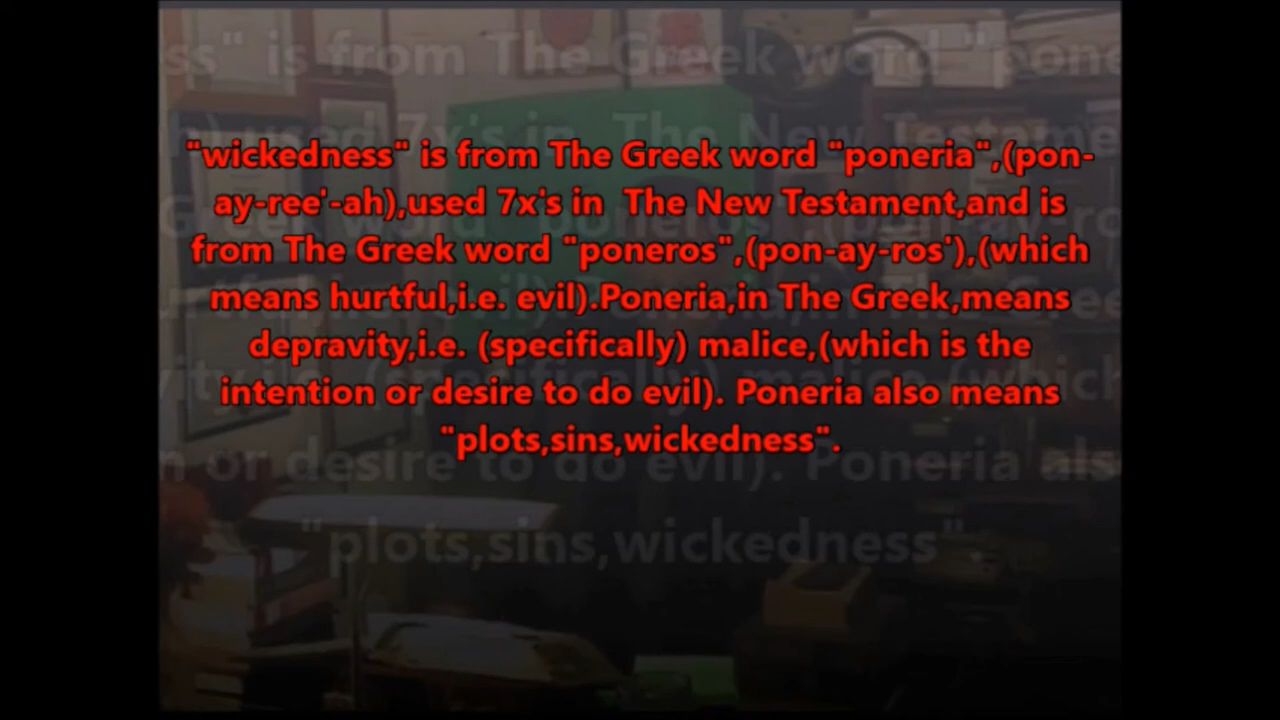 "wickedness" is from The Greek word "poneria",(pon-
ay-ree'-ah),used 7x's in  The New Testament,and is
from The Greek word "poneros",(pon-ay-ros'),(which
means hurtful,i.e. evil).Poneria,in The Greek,means
depravity,i.e. (specifically) malice,(which is the
intention or desire to do evil). Poneria also means
"plots,sins,wickedness".